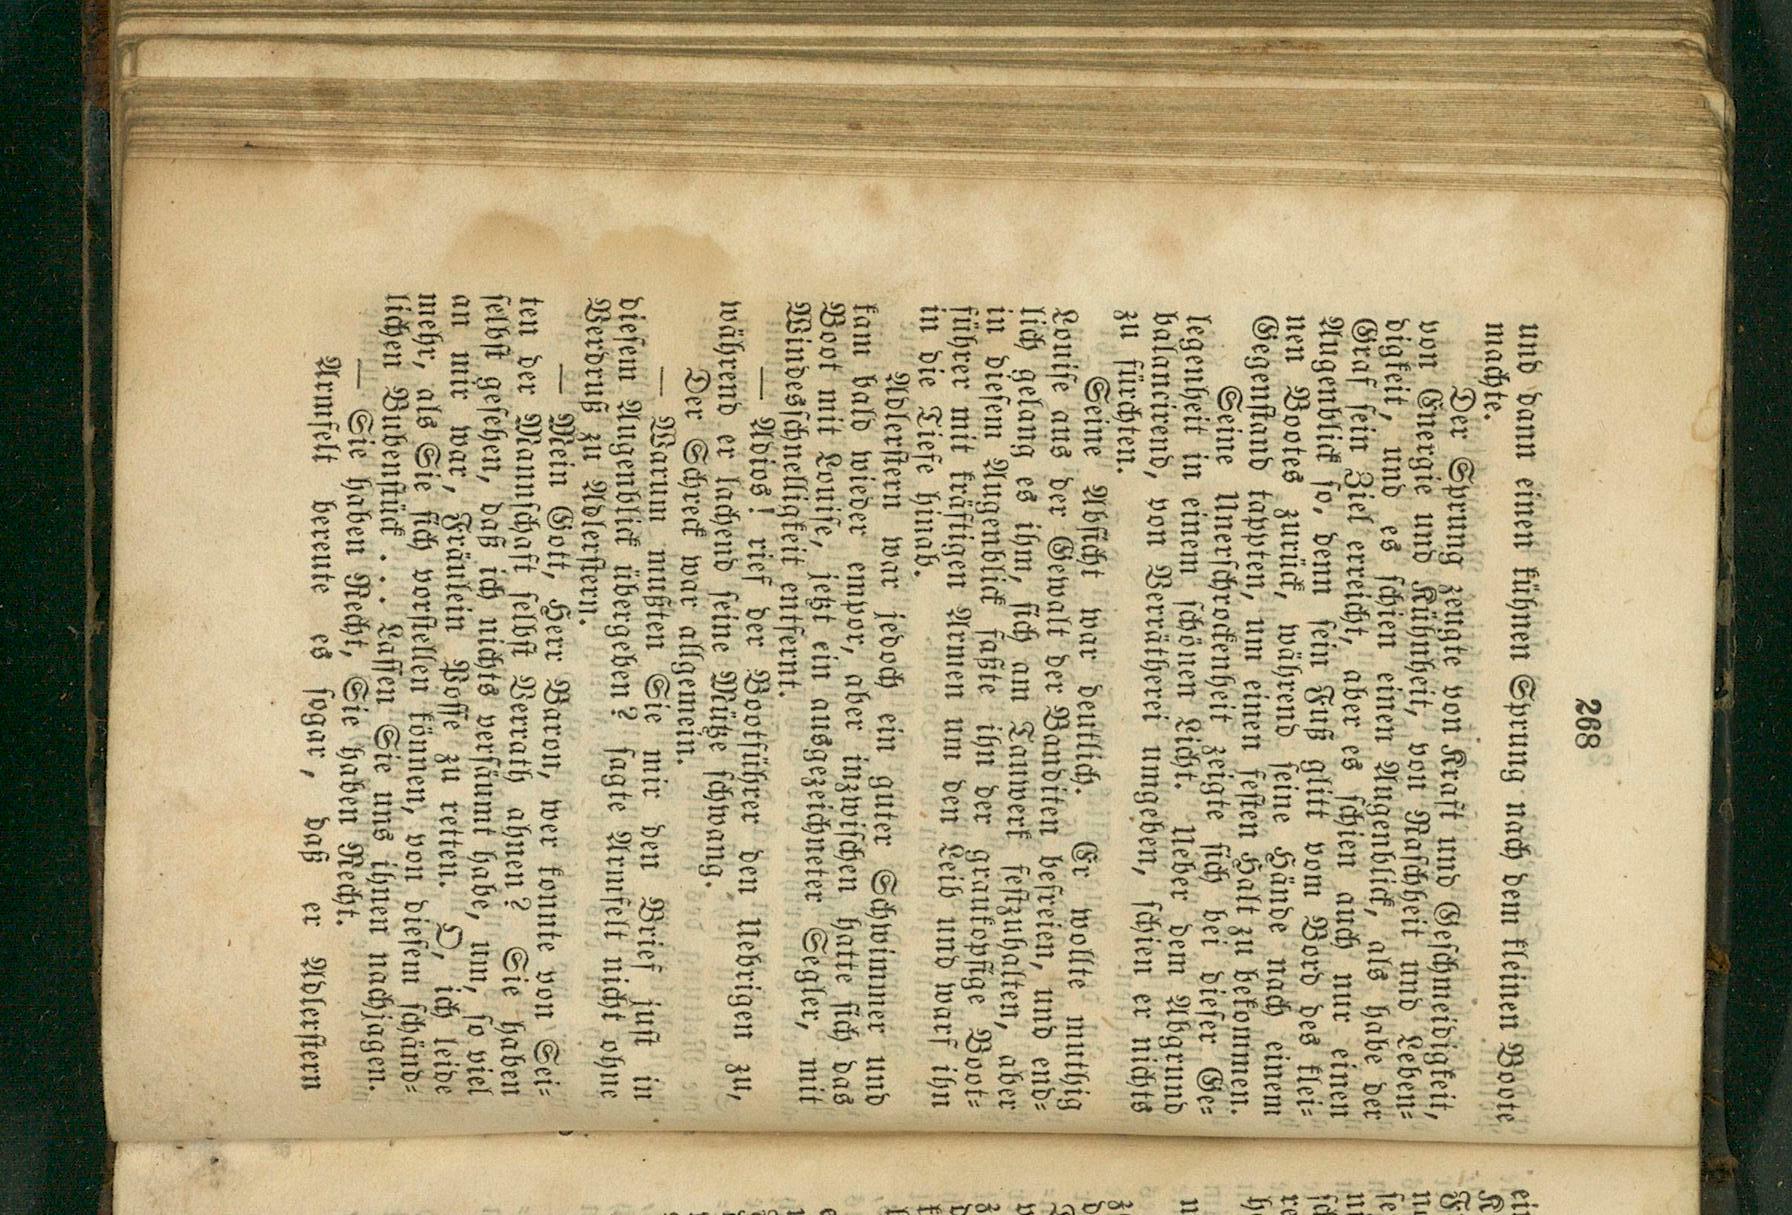 268
und dann einen kühnen Sprung nach dem kleinen Boote
machte.
Der Sprung zeugte von Kraft und Geschmeidigkeit,
von Energie und Kühnheit, von Raschheit und Leben-
digkeit, und es schien einen Augenblick, als habe der
Graf sein Ziel erreicht, aber es schien auch nur einen
Augenblick so, denn sein Fuß glitt vom Bord des klei-
nen Bootes zurück, während seine Hände nach einem
Gegenstand tappten, um einen festen Halt zu bekommen.
Seine Unerschrockenheit zeigte sich bei dieser Ge-
legenheit in einem schönen Licht. Ueber dem Abgrund
balancirend, von Verrätherei umgeben, schien er nichts
zu fürchten.
Seine Absicht war deutlich. Er wollte muthig
Louise aus der Gewalt der Banditen befreien, und end-
lich gelang es ihm, sich am Tauwerk festzuhalten, aber
in diesem Augenblick faßte ihn der graukopfige Boot-
führer mit kräftigen Armen um den Leib und warf ihn
in die Tiefe hinab.
Adlerstern war jedoch ein guter Schwimmer und
kam bald wieder empor, aber inzwischen hatte sich das
Boot mit Louise, jetzt ein ausgezeichneter Segler, mit
Windesschnelligkeit entfernt.
— Adios! rief der Bootführer den Uebrigen zu,
während er lachend seine Mütze schwang.
Der Schreck war allgemein.
— Warum mußten Sie mir den Brief just in
diesem Augenblick übergeben? sagte Armfelt nicht ohne
Verdruß zu Adlerstern.
— Mein Gott, Herr Baron, wer konnte von Sei-
ten der Mannschaft selbst Verrath ahnen? Sie haben
selbst gesehen, daß ich nichts versäumt habe, um, so viel
an mir war, Fräulein Posse zu retten. O, ich leide
mehr, als Sie sich vorstellen können, von diesem schänd-
lichen Bubenstück . . . Lassen Sie uns ihnen nachjagen.
— Sie haben Recht, Sie haben Recht.
Armfelt bereute es sogar, daß er Adlerstern